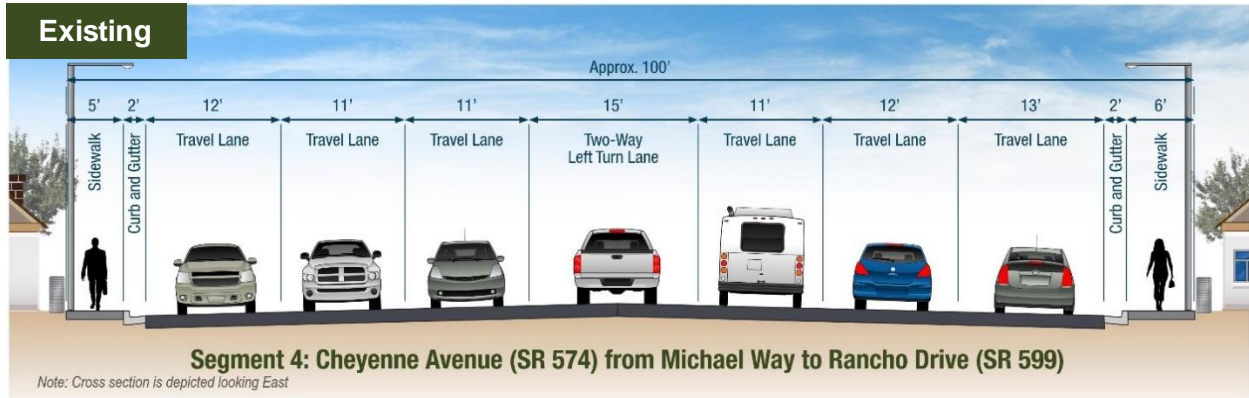 Existing
Approx. 100'
5'
2'
12'
11'
11'
15'
11'
12'
13'
2'
6'
Sidewalk
Curb and Gutter
Travel Lane
Travel Lane
Travel Lane
Two-Way
Left Turn Lane
Travel Lane
Travel Lane
Travel Lane
Curb and Gutter
Sidewalk
Segment 4: Cheyenne Avenue (SR 574) from Michael Way to Rancho Drive (SR 599)
Note: Cross section is depicted looking East